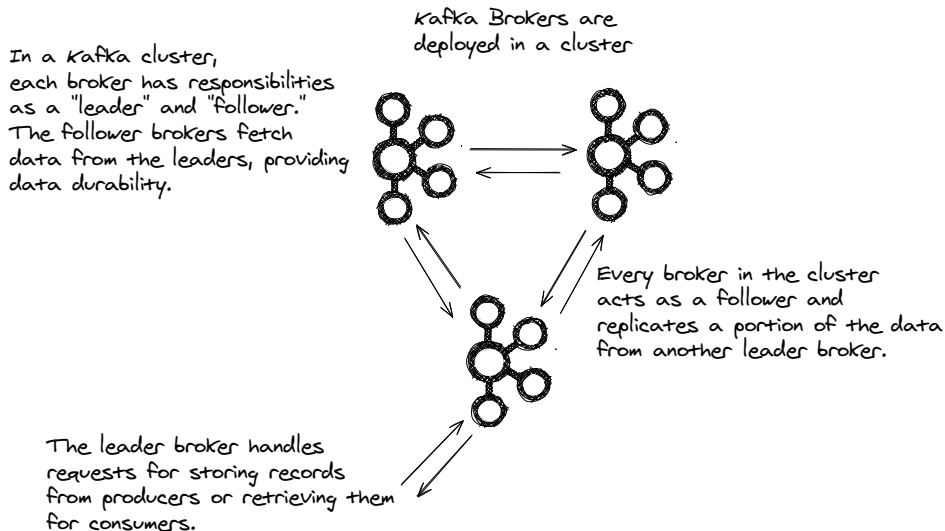 Kafka Brokers are
deployed in a cluster
In a Kafka cluster,
each broker has responsibilities
as a "leader" and "follower."
The follower brokers fetch
data from the leaders, providing
data durability.
Every broker in the cluster
acts as a follower and
replicates a portion of the data
from another leader broker.
The leader broker handles
requests for storing records
from producers or retrieving them
for consumers.